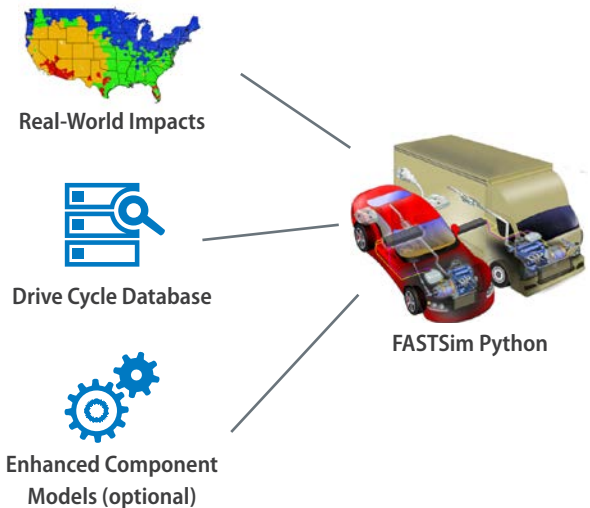 Real-World Impacts
Drive Cycle Database
FASTSim Python
Enhanced Component
Models (optional)